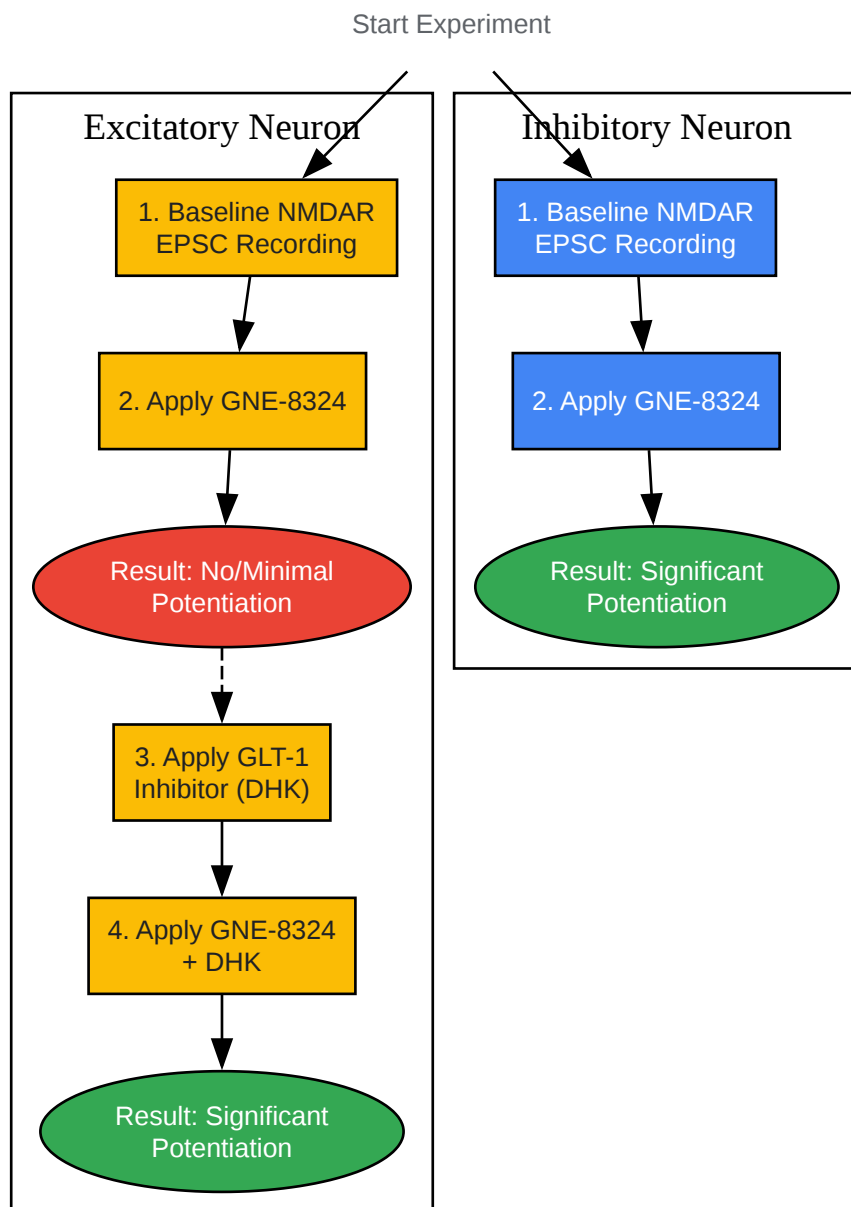 Start Experiment
Excitatory Neuron
1. Baseline NMDAR
EPSC Recording
2. Apply GNE-8324
Result: No/Minimal
Potentiation
3. Apply GLT-1
Inhibitor (DHK)
4. Apply GNE-8324
+ DHK
Result: Significant
Potentiation
Inhibitory Neuron
1. Baseline NMDAR
EPSC Recording
2. Apply GNE-8324
Result: Significant
Potentiation